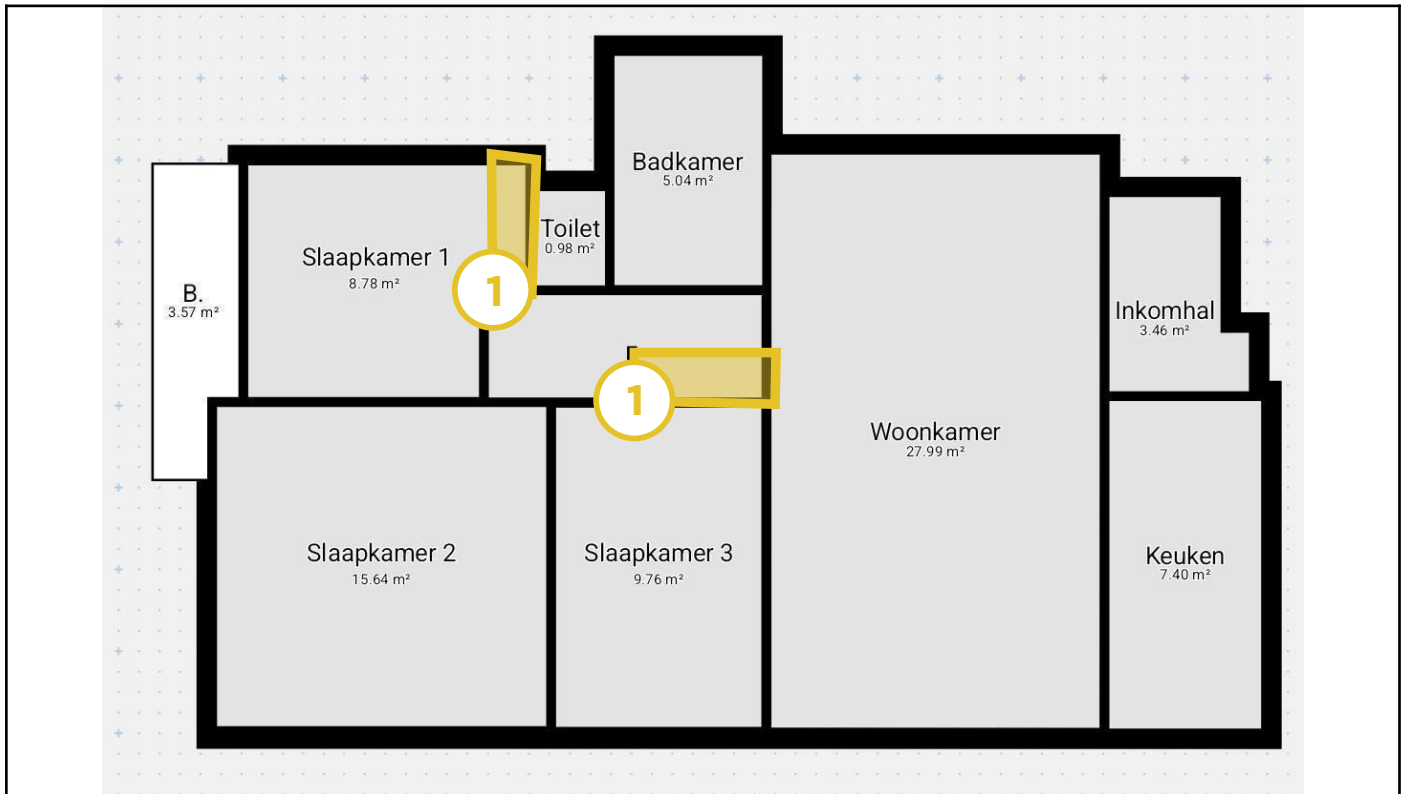 Badkamer
5.04 m²
Toilet
0.98 m²
Slaapkamer 1
8.78 m²
1
B.
3.57 m²
Inkomhal
3.46 m²
1
Woonkamer
27.99 m²
Slaapkamer 2
15.64 m²
Slaapkamer 3
9.76 m²
Keuken
7.40 m²